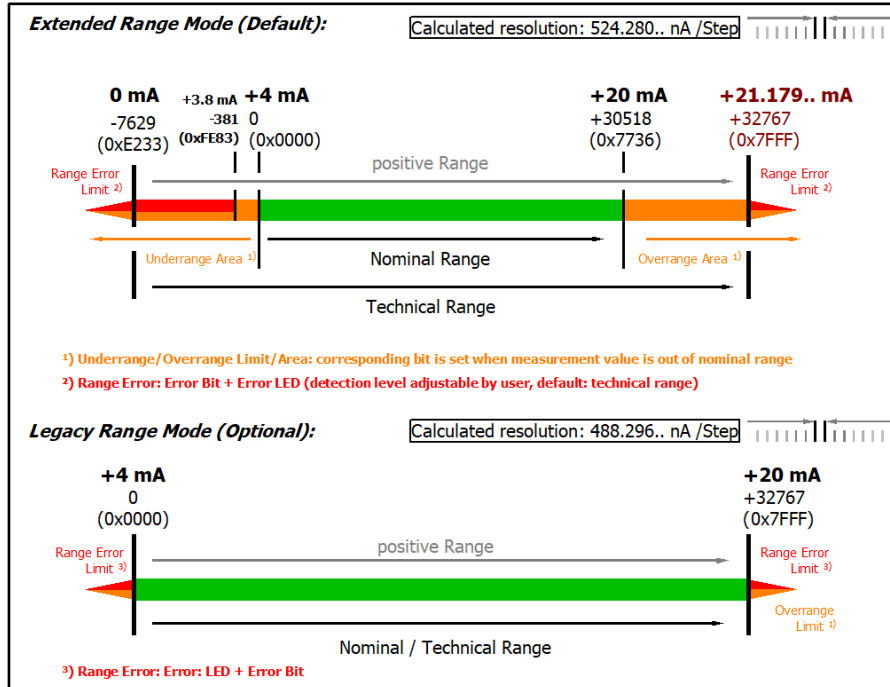 Extended Range Mode (Default):
Calculated resolution: 524.280.. nA /Step
0 mA
-7629
(0xE233)
+3.8 mA
-381
(0xFE83)
+4 mA
0
(0x0000)
+20 mA
+30518
(0x7736)
+21.179.. mA
+32767
(0x7FFF)
Range Error
Limit ²⁾
positive Range
Range Error
Limit ²⁾
Underrange Area ¹⁾
Nominal Range
Overrange Area ¹⁾
Technical Range
¹) Underrange/Overrange Limit/Area: corresponding bit is set when measurement value is out of nominal range
²) Range Error: Error Bit + Error LED (detection level adjustable by user, default: technical range)
Legacy Range Mode (Optional):
Calculated resolution: 488.296.. nA /Step
+4 mA
0
(0x0000)
+20 mA
+32767
(0x7FFF)
Range Error
Limit ³⁾
positive Range
Range Error
Limit ³⁾
Overrange
Limit ¹⁾
Nominal / Technical Range
³) Range Error: Error: LED + Error Bit